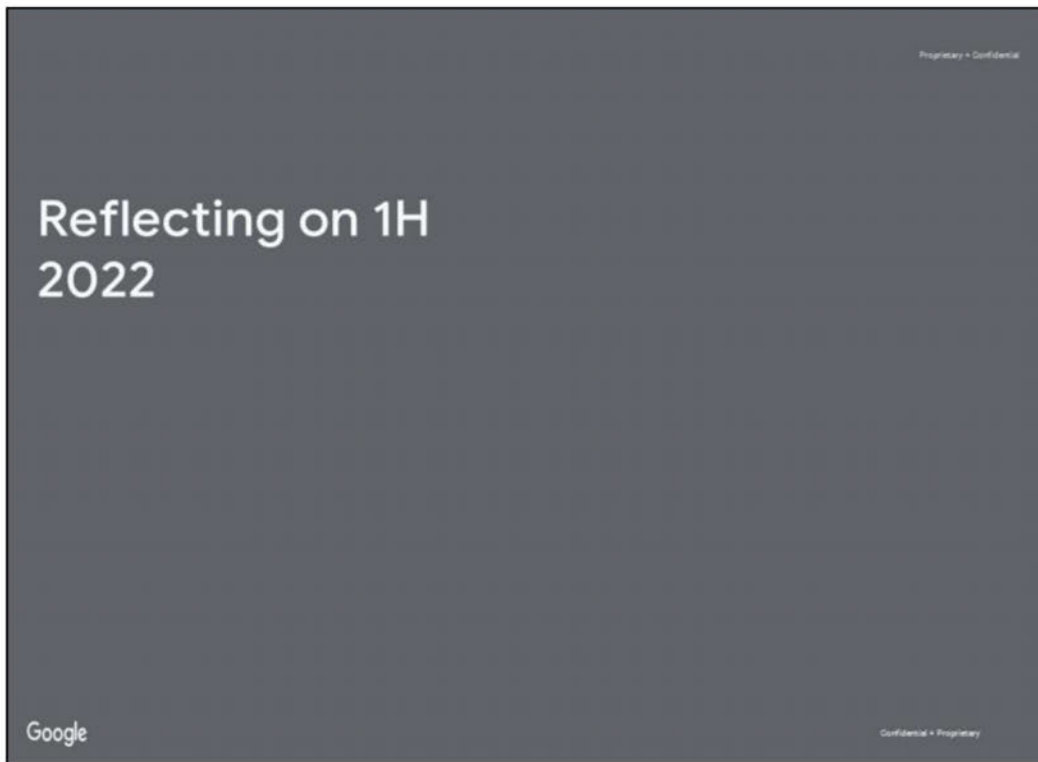 Proprietary + Confidential
Reflecting on 1H
2022
Google
Confidential + Proprietary